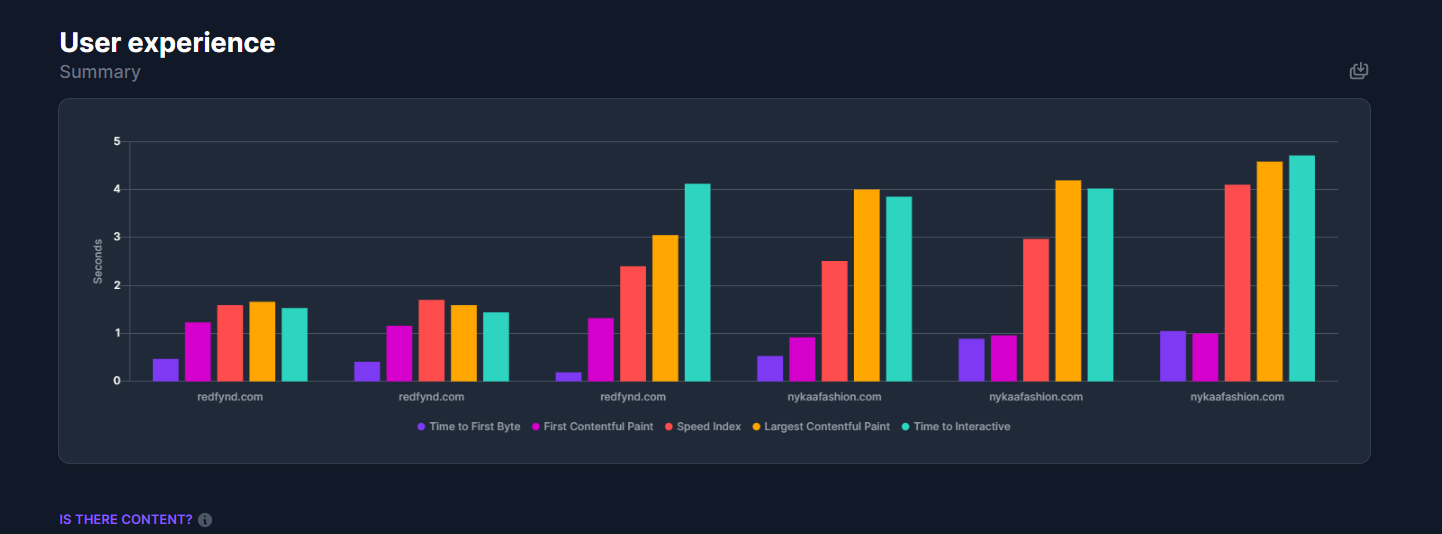 User experience
Summary
5
4
3
2
1
0
Seconds
redfynd.com redfynd.com redfynd.com nykaafashion.com nykaafashion.com nykaafashion.com
Time to First Byte First Contentful Paint Speed Index Largest Contentful Paint Time to Interactive
IS THERE CONTENT?